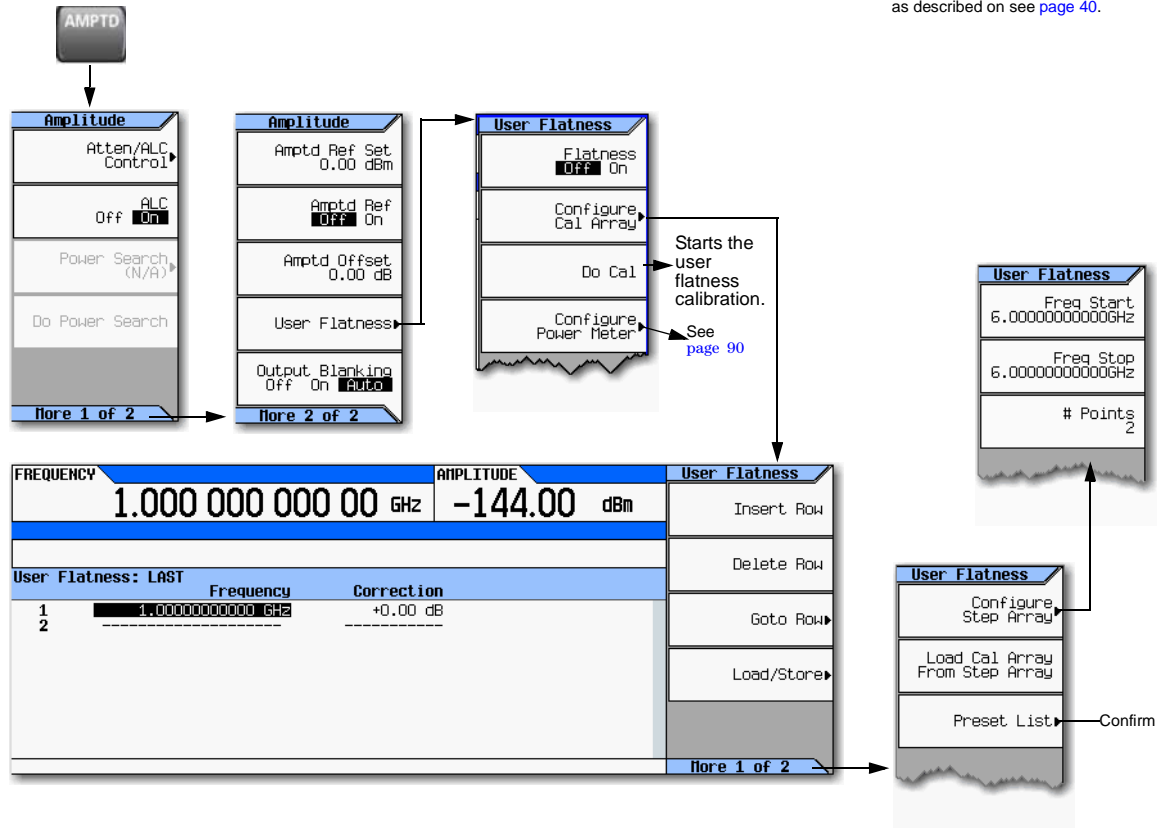 as described on see page 40.
AMPTD
Amplitude
Atten/ALC
Control
ALC
Off On
Power Search
(N/A)
Do Power Search
More 1 of 2
Amplitude
Amptd Ref Set
0.00 dBm
Amptd Ref
Off On
Amptd Offset
0.00 dB
User Flatness
Output Blanking
Off On Auto
More 2 of 2
User Flatness
Flatness
Off On
Configure
Cal Array
Do Cal
Configure
Power Meter
Starts the
user
flatness
calibration.
See
page 90
User Flatness
Freq Start
6.00000000000GHz
Freq Stop
6.00000000000GHz
# Points
2
FREQUENCY
1.000 000 000 00 GHz
AMPLITUDE
-144.00 dBm
User Flatness: LAST
Frequency Correction
1 1.00000000000 GHz +0.00 dB
2 -------------------- -----------
User Flatness
Insert Row
Delete Row
Goto Row
Load/Store
More 1 of 2
User Flatness
Configure
Step Array
Load Cal Array
From Step Array
Preset List
Confirm